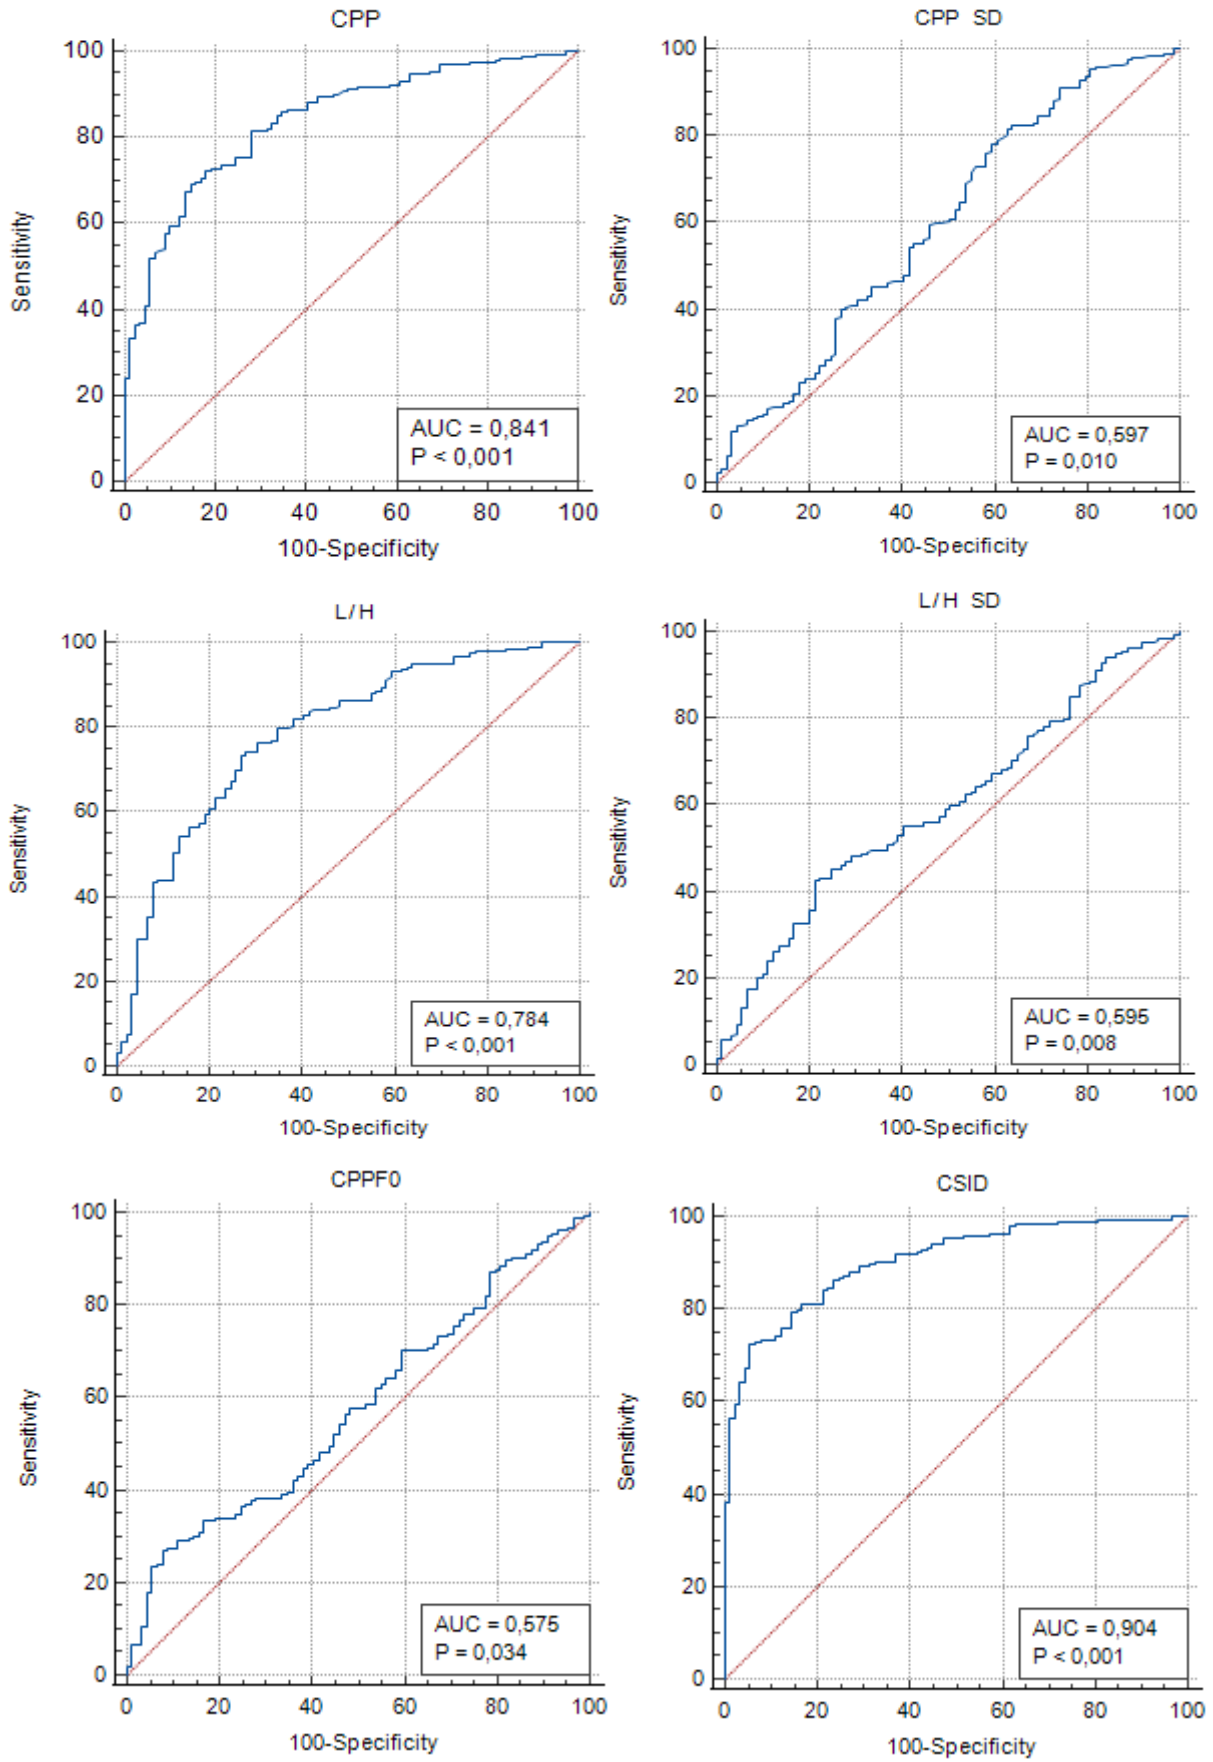 CPP
100
80
60
40
20
0
Sensitivity
AUC = 0,841
P < 0,001
0 20 40 60 80 100
100-Specificity
CPP SD
100
80
60
40
20
0
Sensitivity
AUC = 0,597
P = 0,010
0 20 40 60 80 100
100-Specificity
L/H
100
80
60
40
20
0
Sensitivity
AUC = 0,784
P < 0,001
0 20 40 60 80 100
100-Specificity
L/H SD
100
80
60
40
20
0
Sensitivity
AUC = 0,595
P = 0,008
0 20 40 60 80 100
100-Specificity
CPPF0
100
80
60
40
20
0
Sensitivity
AUC = 0,575
P = 0,034
0 20 40 60 80 100
100-Specificity
CSID
100
80
60
40
20
0
Sensitivity
AUC = 0,904
P < 0,001
0 20 40 60 80 100
100-Specificity